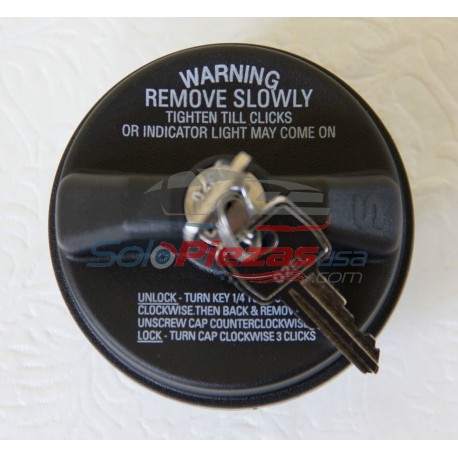 WARNING
REMOVE SLOWLY
TIGHTEN TILL CLICKS
OR INDICATOR LIGHT MAY COME ON
SoloPiezasusa
.com
UNLOCK - TURN KEY 1/4
CLOCKWISE.THEN BACK & REMOV
UNSCREW CAP COUNTERCLOCKWISE
LOCK - TURN CAP CLOCKWISE 3 CLICKS